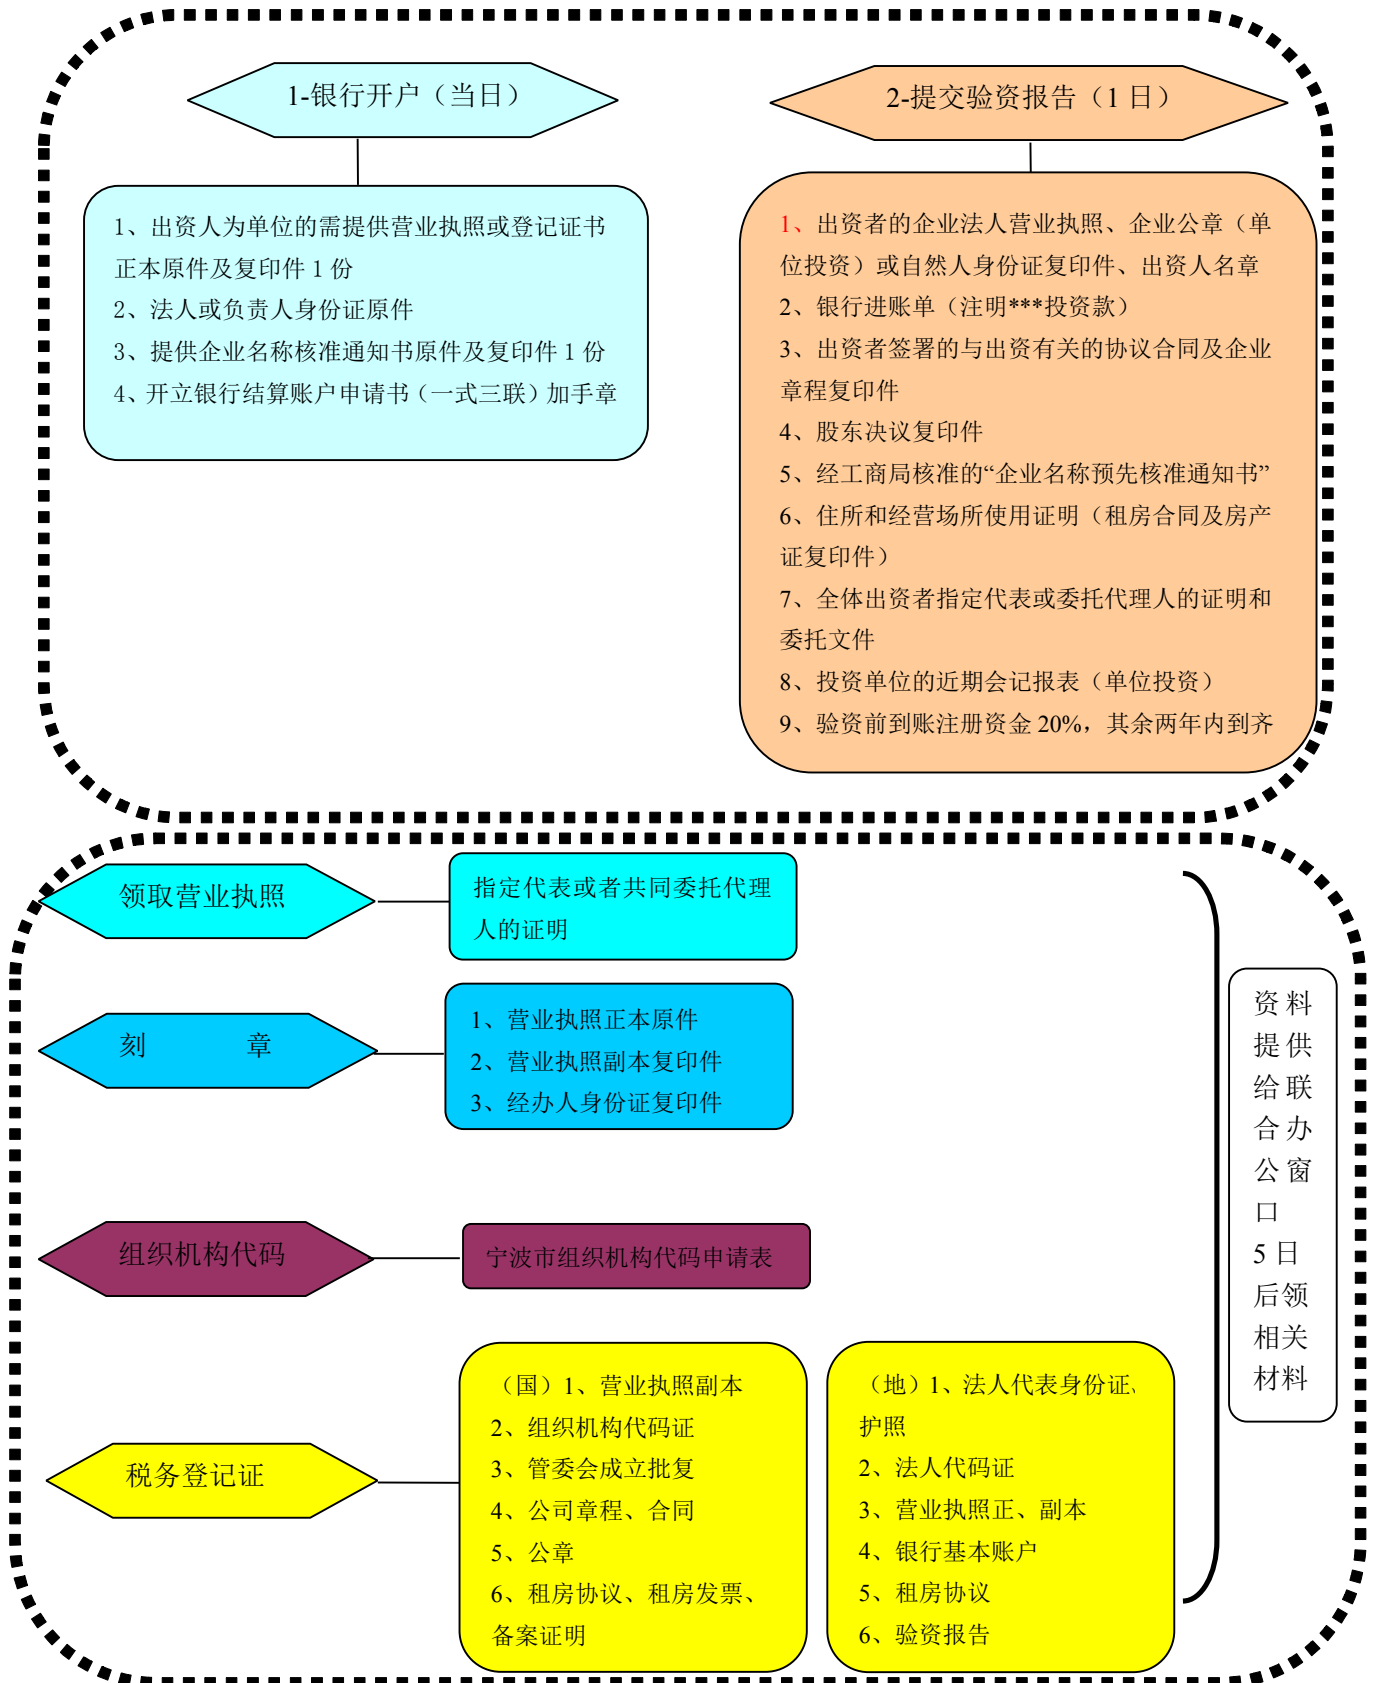 1-银行开户（当日）
1、出资人为单位的需提供营业执照或登记证书
正本原件及复印件 1 份
2、法人或负责人身份证原件
3、提供企业名称核准通知书原件及复印件 1 份
4、开立银行结算账户申请书（一式三联）加手章
2-提交验资报告（1 日）
1、出资者的企业法人营业执照、企业公章（单
位投资）或自然人身份证复印件、出资人名章
2、银行进账单（注明***投资款）
3、出资者签署的与出资有关的协议合同及企业
章程复印件
4、股东决议复印件
5、经工商局核准的“企业名称预先核准通知书”
6、住所和经营场所使用证明（租房合同及房产
证复印件）
7、全体出资者指定代表或委托代理人的证明和
委托文件
8、投资单位的近期会记报表（单位投资）
9、验资前到账注册资金 20%，其余两年内到齐
领取营业执照
指定代表或者共同委托代理
人的证明
刻 章
1、营业执照正本原件
2、营业执照副本复印件
3、经办人身份证复印件
组织机构代码
宁波市组织机构代码申请表
税务登记证
（国）1、营业执照副本
2、组织机构代码证
3、管委会成立批复
4、公司章程、合同
5、公章
6、租房协议、租房发票、
备案证明
（地）1、法人代表身份证、
护照
2、法人代码证
3、营业执照正、副本
4、银行基本账户
5、租房协议
6、验资报告
资料
提供
给联
合办
公窗
口
5 日
后领
相关
材料